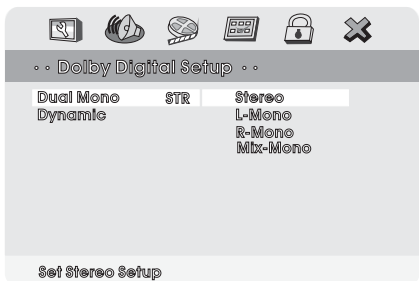 •• Dolby Digital Setup ••
Dual Mono STR Stereo
Dynamic L-Mono
R-Mono
Mix-Mono
Set Stereo Setup